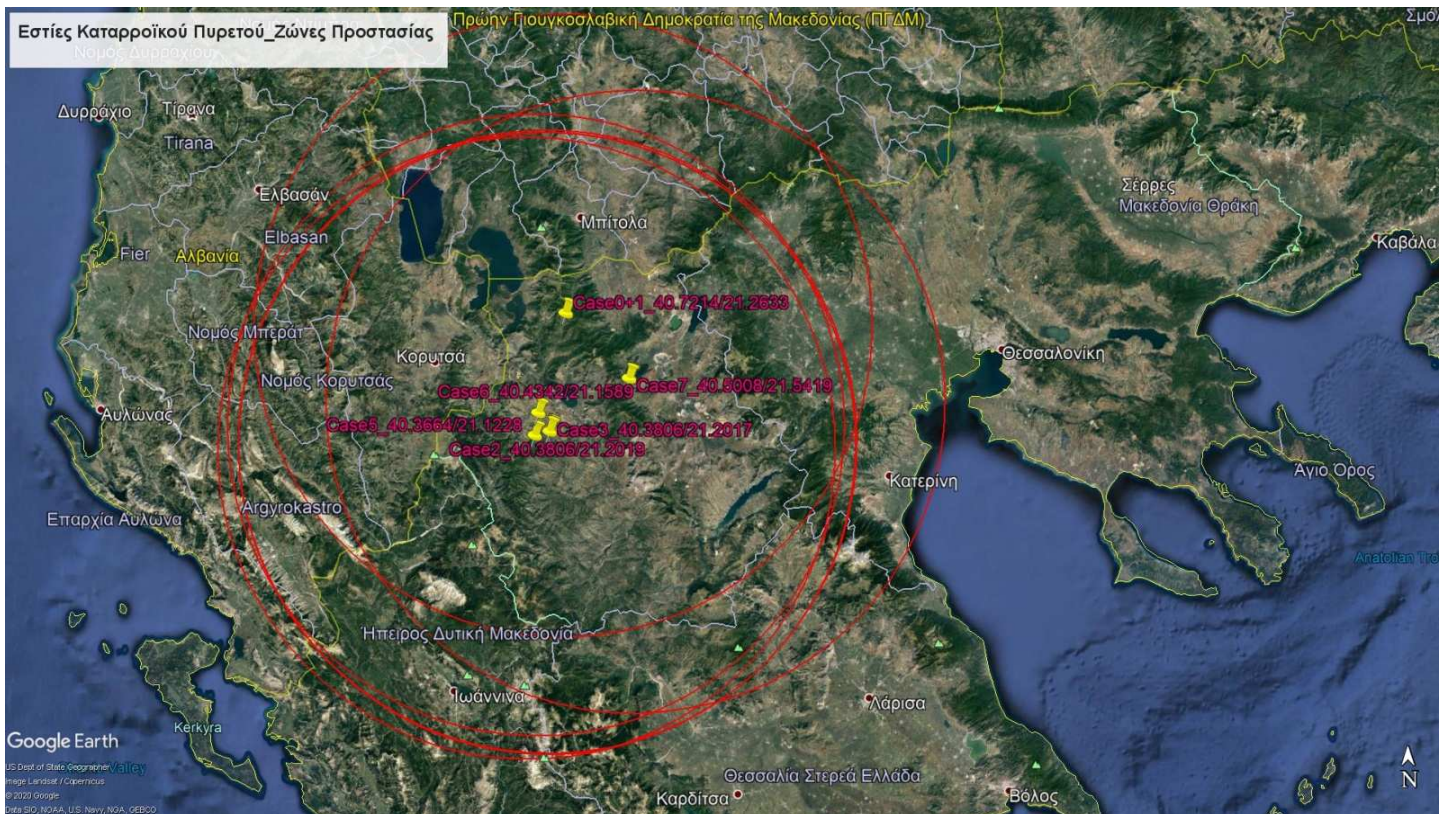 Εστίες Καταρροϊκού Πυρετού_Ζώνες Προστασίας
Πρώην Γιουγκοσλαβική Δημοκρατία της Μακεδονίας (ΠΓΔΜ)
Νομός Δυρραχίου
Δυρράχιο
Τίρανα
Tirana
Ελβασάν
Elbasan
Fier
Αλβανία
Μπίτολα
Σέρρες
Μακεδονία Θράκη
Καβάλα
Νομός Μπεράτ
Κορυτσά
Νομός Κορυτσάς
Αυλώνας
Case0+1_40.7214/21.2633
Θεσσαλονίκη
Case6_40.4342/21.1589
Case7_40.5008/21.5419
Case5_40.3664/21.1228
Case3_40.3806/21.2017
Case2_40.3806/21.2019
Κατερίνη
Άγιο Όρος
Argyrokastro
Επαρχία Αυλώνα
Anatolian
Ήπείρος Δυτική Μακεδονία
Ιωάννινα
Λάρισα
Kerkyra
Google Earth
US Dept of State Geographer
Image Landsat / Copernicus
© 2020 Google
Data SIO, NOAA, U.S. Navy, NGA, GEBCO
Θεσσαλία Στερεά Ελλάδα
Καρδίτσα
Βόλος
N